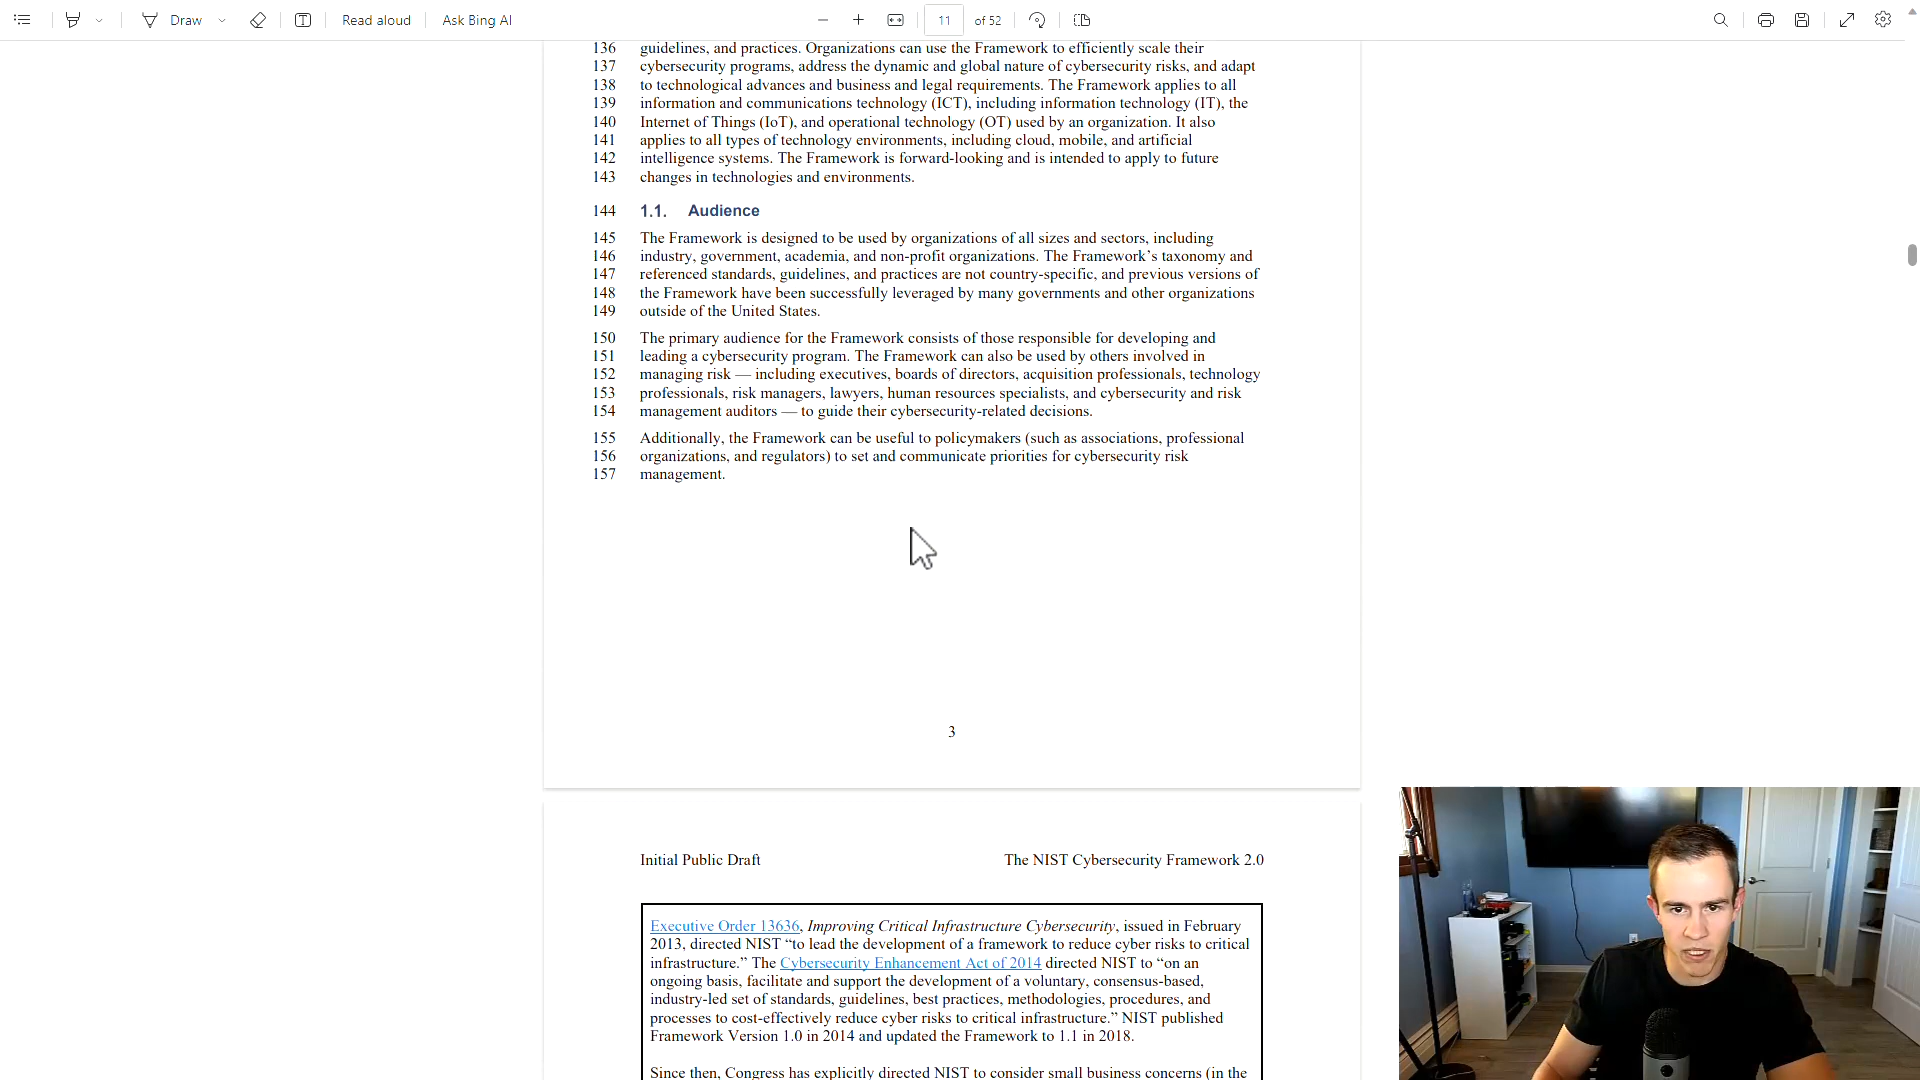 Draw
Read aloud
Ask Bing AI
11 of 52
136 guidelines, and practices. Organizations can use the Framework to efficiently scale their
137 cybersecurity programs, address the dynamic and global nature of cybersecurity risks, and adapt
138 to technological advances and business and legal requirements. The Framework applies to all
139 information and communications technology (ICT), including information technology (IT), the
140 Internet of Things (IoT), and operational technology (OT) used by an organization. It also
141 applies to all types of technology environments, including cloud, mobile, and artificial
142 intelligence systems. The Framework is forward-looking and is intended to apply to future
143 changes in technologies and environments.
144 1.1. Audience
145 The Framework is designed to be used by organizations of all sizes and sectors, including
146 industry, government, academia, and non-profit organizations. The Framework’s taxonomy and
147 referenced standards, guidelines, and practices are not country-specific, and previous versions of
148 the Framework have been successfully leveraged by many governments and other organizations
149 outside of the United States.
150 The primary audience for the Framework consists of those responsible for developing and
151 leading a cybersecurity program. The Framework can also be used by others involved in
152 managing risk — including executives, boards of directors, acquisition professionals, technology
153 professionals, risk managers, lawyers, human resources specialists, and cybersecurity and risk
154 management auditors — to guide their cybersecurity-related decisions.
155 Additionally, the Framework can be useful to policymakers (such as associations, professional
156 organizations, and regulators) to set and communicate priorities for cybersecurity risk
157 management.
3
Initial Public Draft The NIST Cybersecurity Framework 2.0
Executive Order 13636, Improving Critical Infrastructure Cybersecurity, issued in February
2013, directed NIST “to lead the development of a framework to reduce cyber risks to critical
infrastructure.” The Cybersecurity Enhancement Act of 2014 directed NIST to “on an
ongoing basis, facilitate and support the development of a voluntary, consensus-based,
industry-led set of standards, guidelines, best practices, methodologies, procedures, and
processes to cost-effectively reduce cyber risks to critical infrastructure.” NIST published
Framework Version 1.0 in 2014 and updated the Framework to 1.1 in 2018.
Since then, Congress has explicitly directed NIST to consider small business concerns (in the